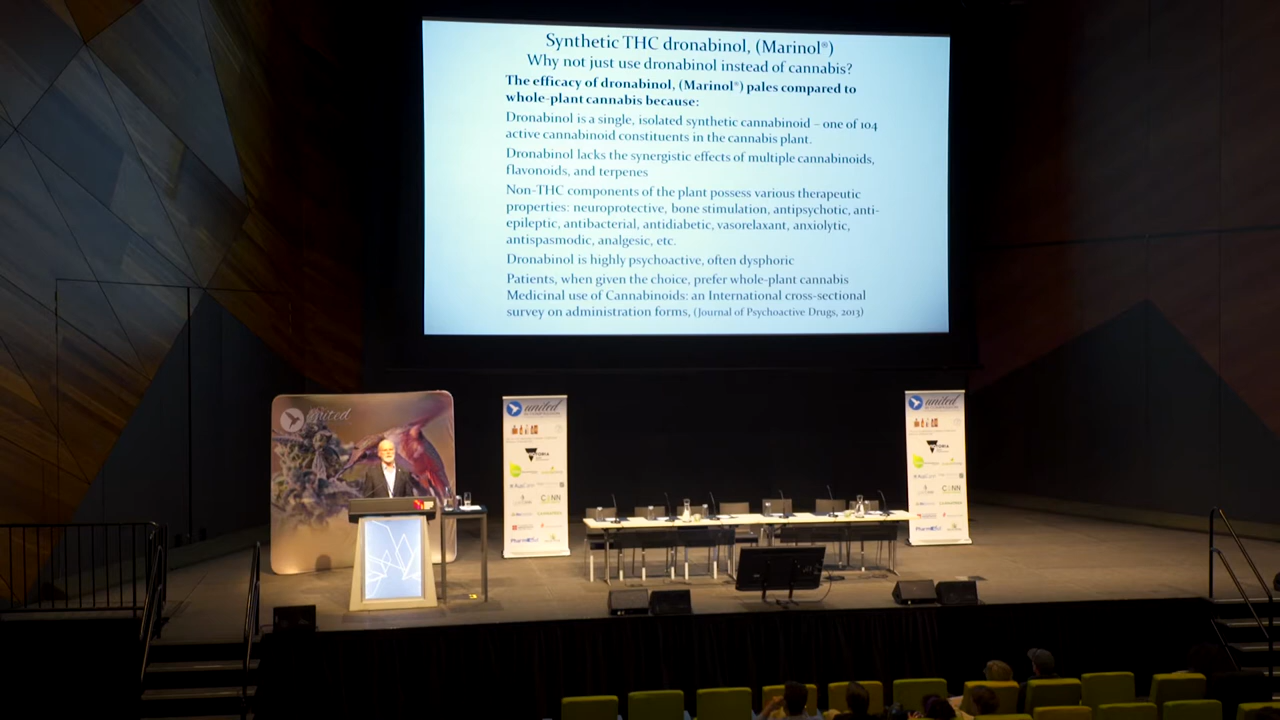 Synthetic THC dronabinol, (Marinol®)
Why not just use dronabinol instead of cannabis?
The efficacy of dronabinol, (Marinol®) pales compared to
whole-plant cannabis because:
Dronabinol is a single, isolated synthetic cannabinoid – one of 104
active cannabinoid constituents in the cannabis plant.
Dronabinol lacks the synergistic effects of multiple cannabinoids,
flavonoids, and terpenes
Non-THC components of the plant possess various therapeutic
properties: neuroprotective, bone stimulation, antipsychotic, anti-
epileptic, antibacterial, antidiabetic, vasorelaxant, anxiolytic,
antispasmodic, analgesic, etc.
Dronabinol is highly psychoactive, often dysphoric
Patients, when given the choice, prefer whole-plant cannabis
Medicinal use of Cannabinoids: an International cross-sectional
survey on administration forms, (Journal of Psychoactive Drugs, 2013)
united
united
united
CANN